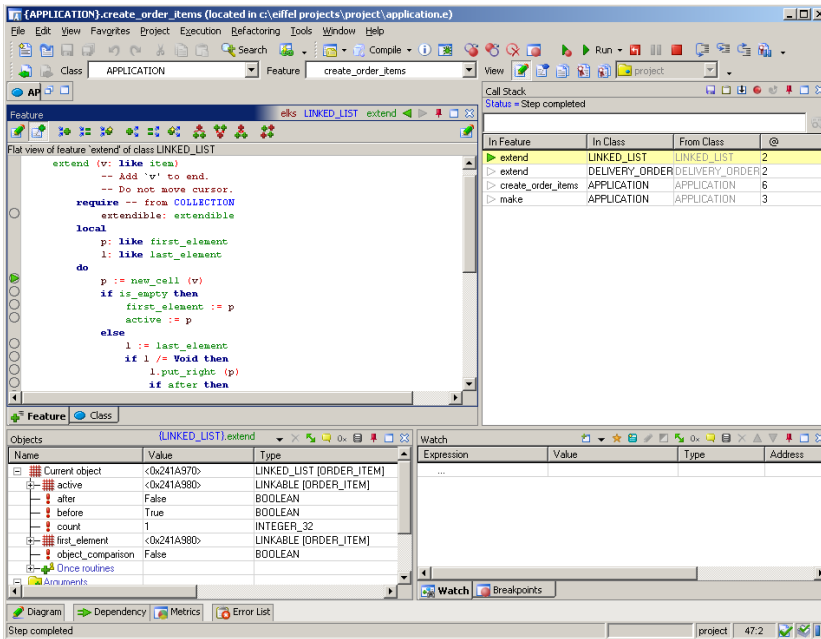 {APPLICATION}.create_order_items (located in c:\eiffel projects\project\application.e)
File Edit View Favorites Project Execution Refactoring Tools Window Help
Search Compile Run
Class APPLICATION Feature create_order_items View project
AP
Call Stack
Status = Step completed
Feature elks LINKED_LIST extend
Flat view of feature `extend' of class LINKED_LIST
extend (v: like item)
-- Add `v' to end.
-- Do not move cursor.
require -- from COLLECTION
extendible: extendible
local
p: like first_element
l: like last_element
do
p := new_cell (v)
if is_empty then
first_element := p
active := p
else
l := last_element
if l /= Void then
l.put_right (p)
if after then
In Feature In Class From Class @
extend LINKED_LIST LINKED_LIST 2
extend DELIVERY_ORDER DELIVERY_ORDER 2
create_order_items APPLICATION APPLICATION 6
make APPLICATION APPLICATION 3
Feature Class
Objects {LINKED_LIST}.extend
Name Value Type
Current object <0x241A970> LINKED_LIST [ORDER_ITEM]
active <0x241A980> LINKABLE [ORDER_ITEM]
after False BOOLEAN
before True BOOLEAN
count 1 INTEGER_32
first_element <0x241A980> LINKABLE [ORDER_ITEM]
object_comparison False BOOLEAN
Once routines
Arguments
Watch
Expression Value Type Address
...
Watch Breakpoints
Diagram Dependency Metrics Error List
Step completed project 47:2